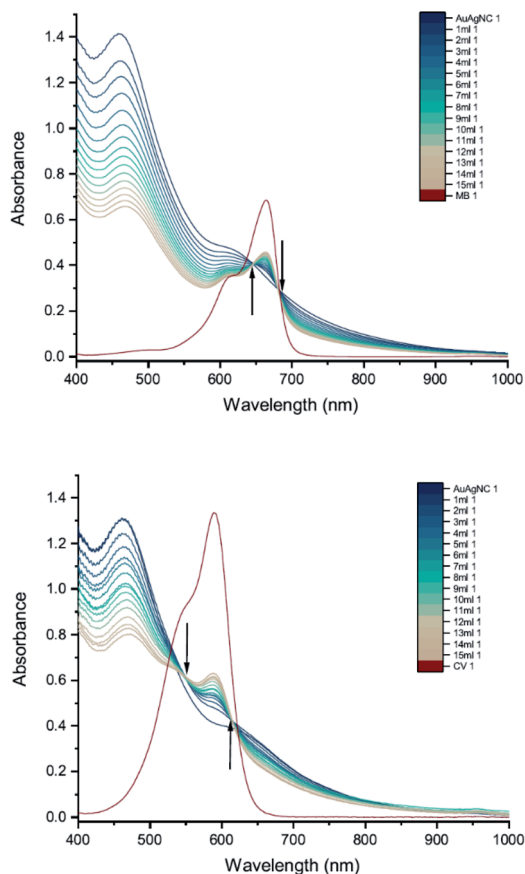 AuAgNC 1
1ml 1
2ml 1
3ml 1
4ml 1
5ml 1
6ml 1
7ml 1
8ml 1
9ml 1
10ml 1
11ml 1
12ml 1
13ml 1
14ml 1
15ml 1
MB 1
1.4
1.2
1.0
0.8
0.6
0.4
0.2
0.0
Absorbance
400 500 600 700 800 900 1000
Wavelength (nm)
AuAgNC 1
1ml 1
2ml 1
3ml 1
4ml 1
5ml 1
6ml 1
7ml 1
8ml 1
9ml 1
10ml 1
11ml 1
12ml 1
13ml 1
14ml 1
15ml 1
CV 1
1.4
1.2
1.0
0.8
0.6
0.4
0.2
0.0
Absorbance
400 500 600 700 800 900 1000
Wavelength (nm)